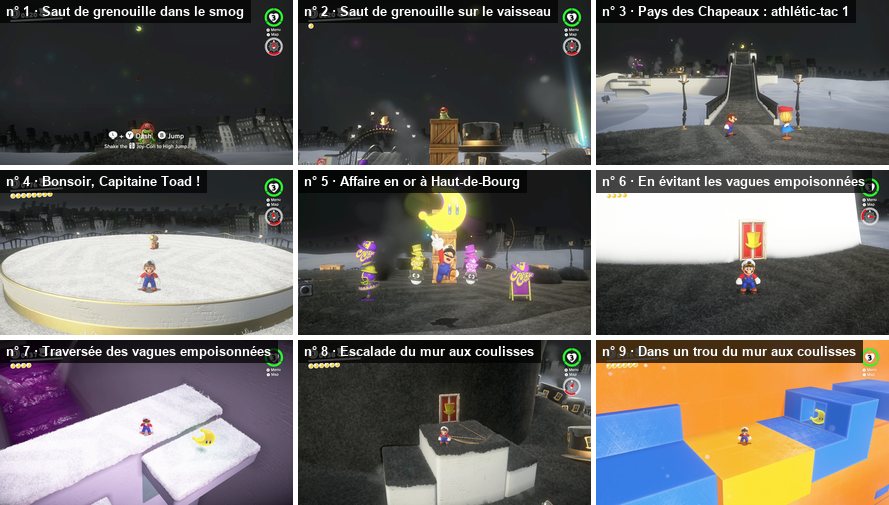 n° 1 · Saut de grenouille dans le smog
n° 2 · Saut de grenouille sur le vaisseau
n° 3 · Pays des Chapeaux : athlétic-tac 1
+ Y Dash, B Jump
Shake the Joy-Con to High Jump.
n° 4 · Bonsoir, Capitaine Toad !
n° 5 · Affaire en or à Haut-de-Bourg
n° 6 · En évitant les vagues empoisonnées
n° 7 · Traversée des vagues empoisonnées
n° 8 · Escalade du mur aux coulisses
n° 9 · Dans un trou du mur aux coulisses